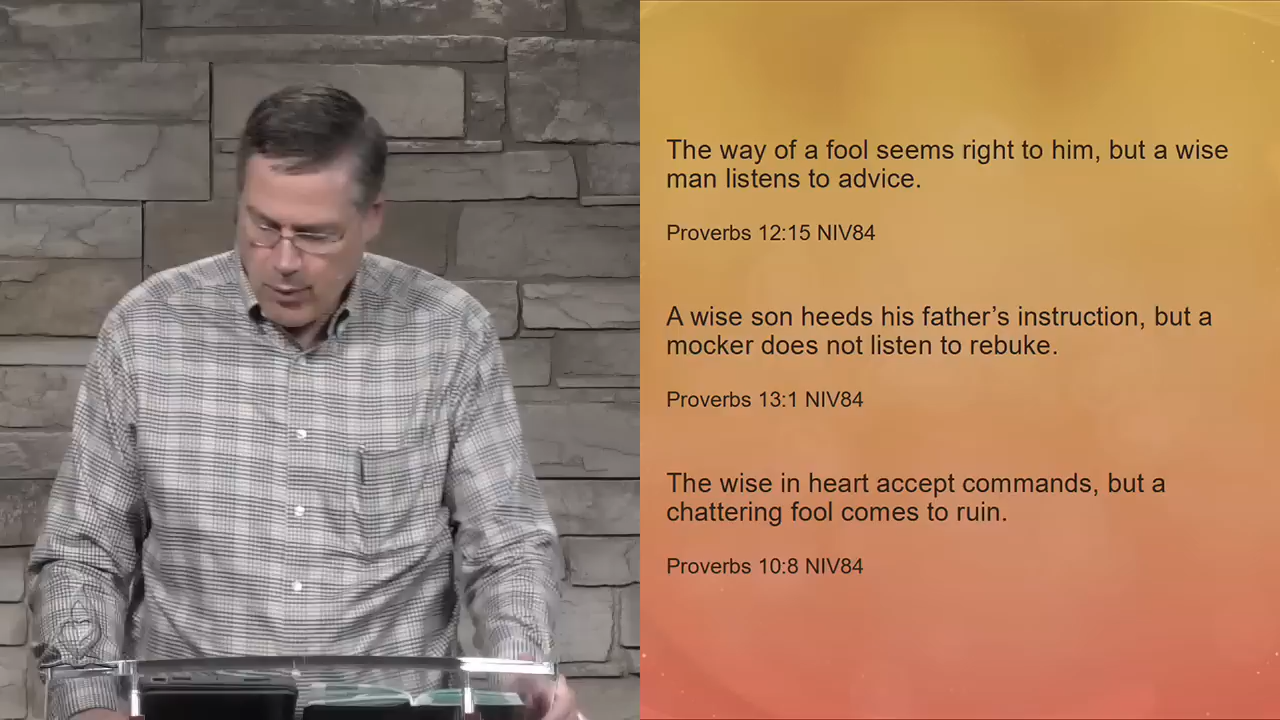 The way of a fool seems right to him, but a wise
man listens to advice.
Proverbs 12:15 NIV84
A wise son heeds his father’s instruction, but a
mocker does not listen to rebuke.
Proverbs 13:1 NIV84
The wise in heart accept commands, but a
chattering fool comes to ruin.
Proverbs 10:8 NIV84